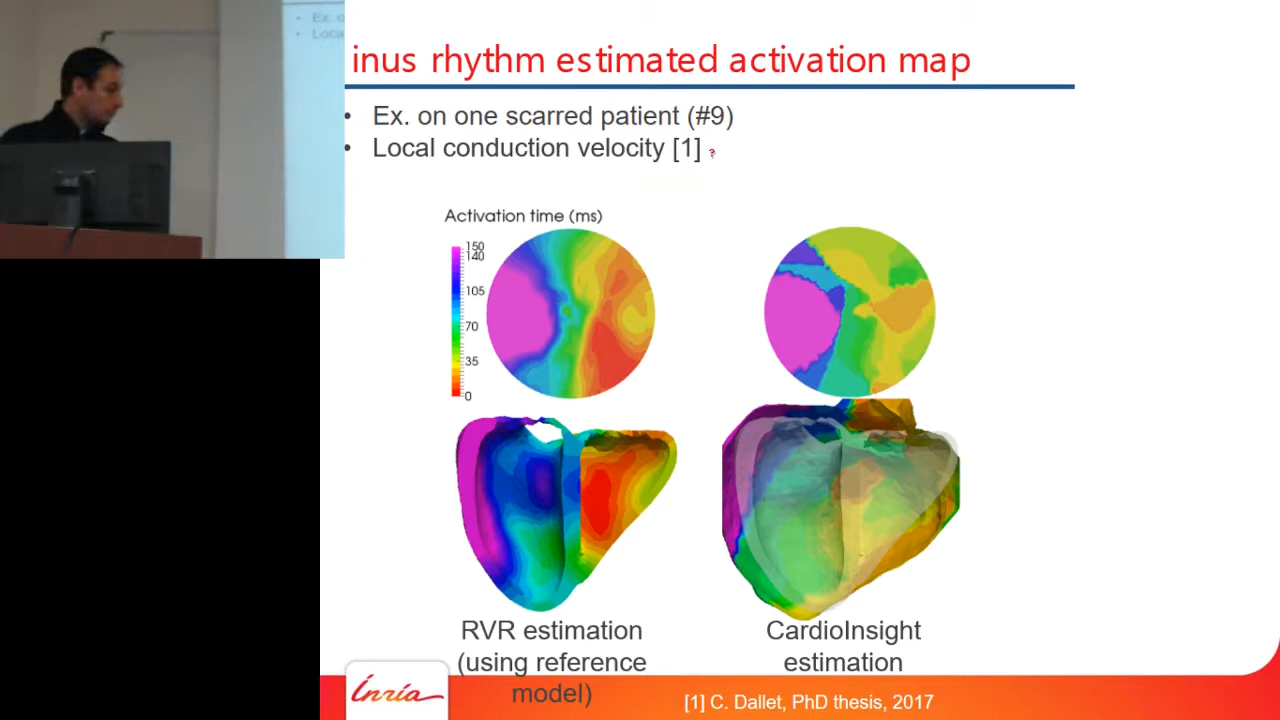 inus rhythm estimated activation map
• Ex. on one scarred patient (#9)
• Local conduction velocity [1] ?
Activation time (ms)
150
140
105
70
35
0
RVR estimation
(using reference
model)
CardioInsight
estimation
Inria
[1] C. Dallet, PhD thesis, 2017